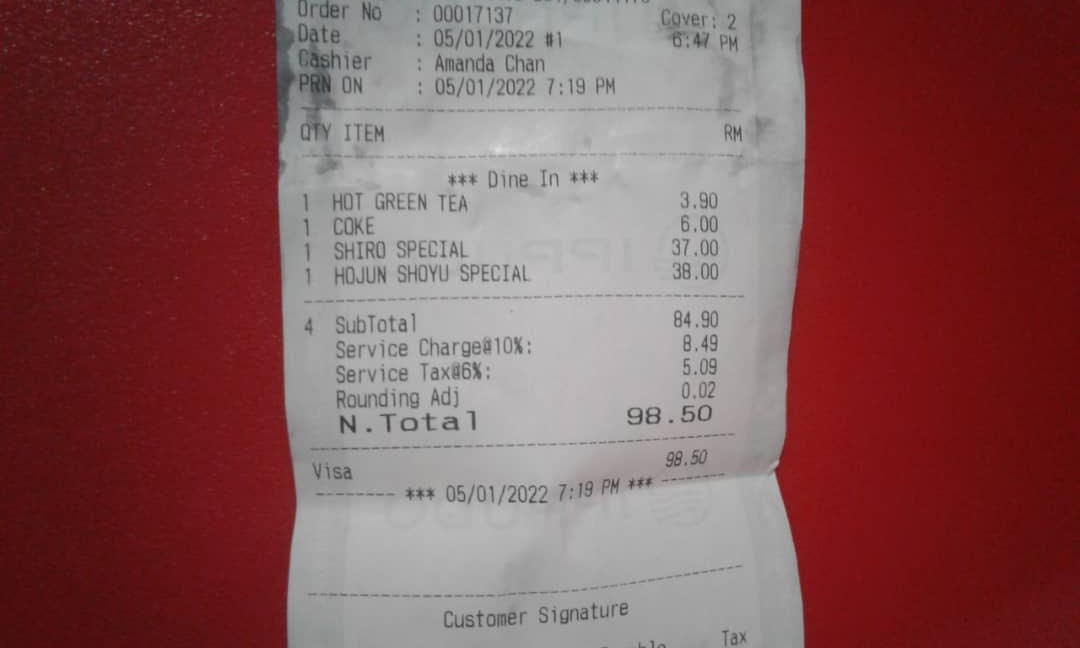 Order No : 00017137 Cover: 2
Date : 05/01/2022 #1 6:47 PM
Cashier : Amanda Chan
PRN ON : 05/01/2022 7:19 PM
QTY ITEM RM
*** Dine In ***
1 HOT GREEN TEA 3.90
1 COKE 6.00
1 SHIRO SPECIAL 37.00
1 HOJUN SHOYU SPECIAL 38.00
4 SubTotal 84.90
Service Charge@10%: 8.49
Service Tax@6%: 5.09
Rounding Adj 0.02
N.Total 98.50
Visa 98.50
*** 05/01/2022 7:19 PM ***
Customer Signature
Tax